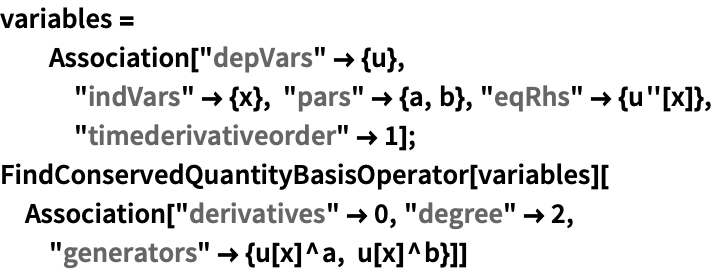 variables =
Association["depVars" → {u},
"indVars" → {x}, "pars" → {a, b}, "eqRhs" → {u''[x]},
"timederivativeorder" → 1];
FindConservedQuantityBasisOperator[variables][
Association["derivatives" → 0, "degree" → 2,
"generators" → {u[x]^a, u[x]^b}]]